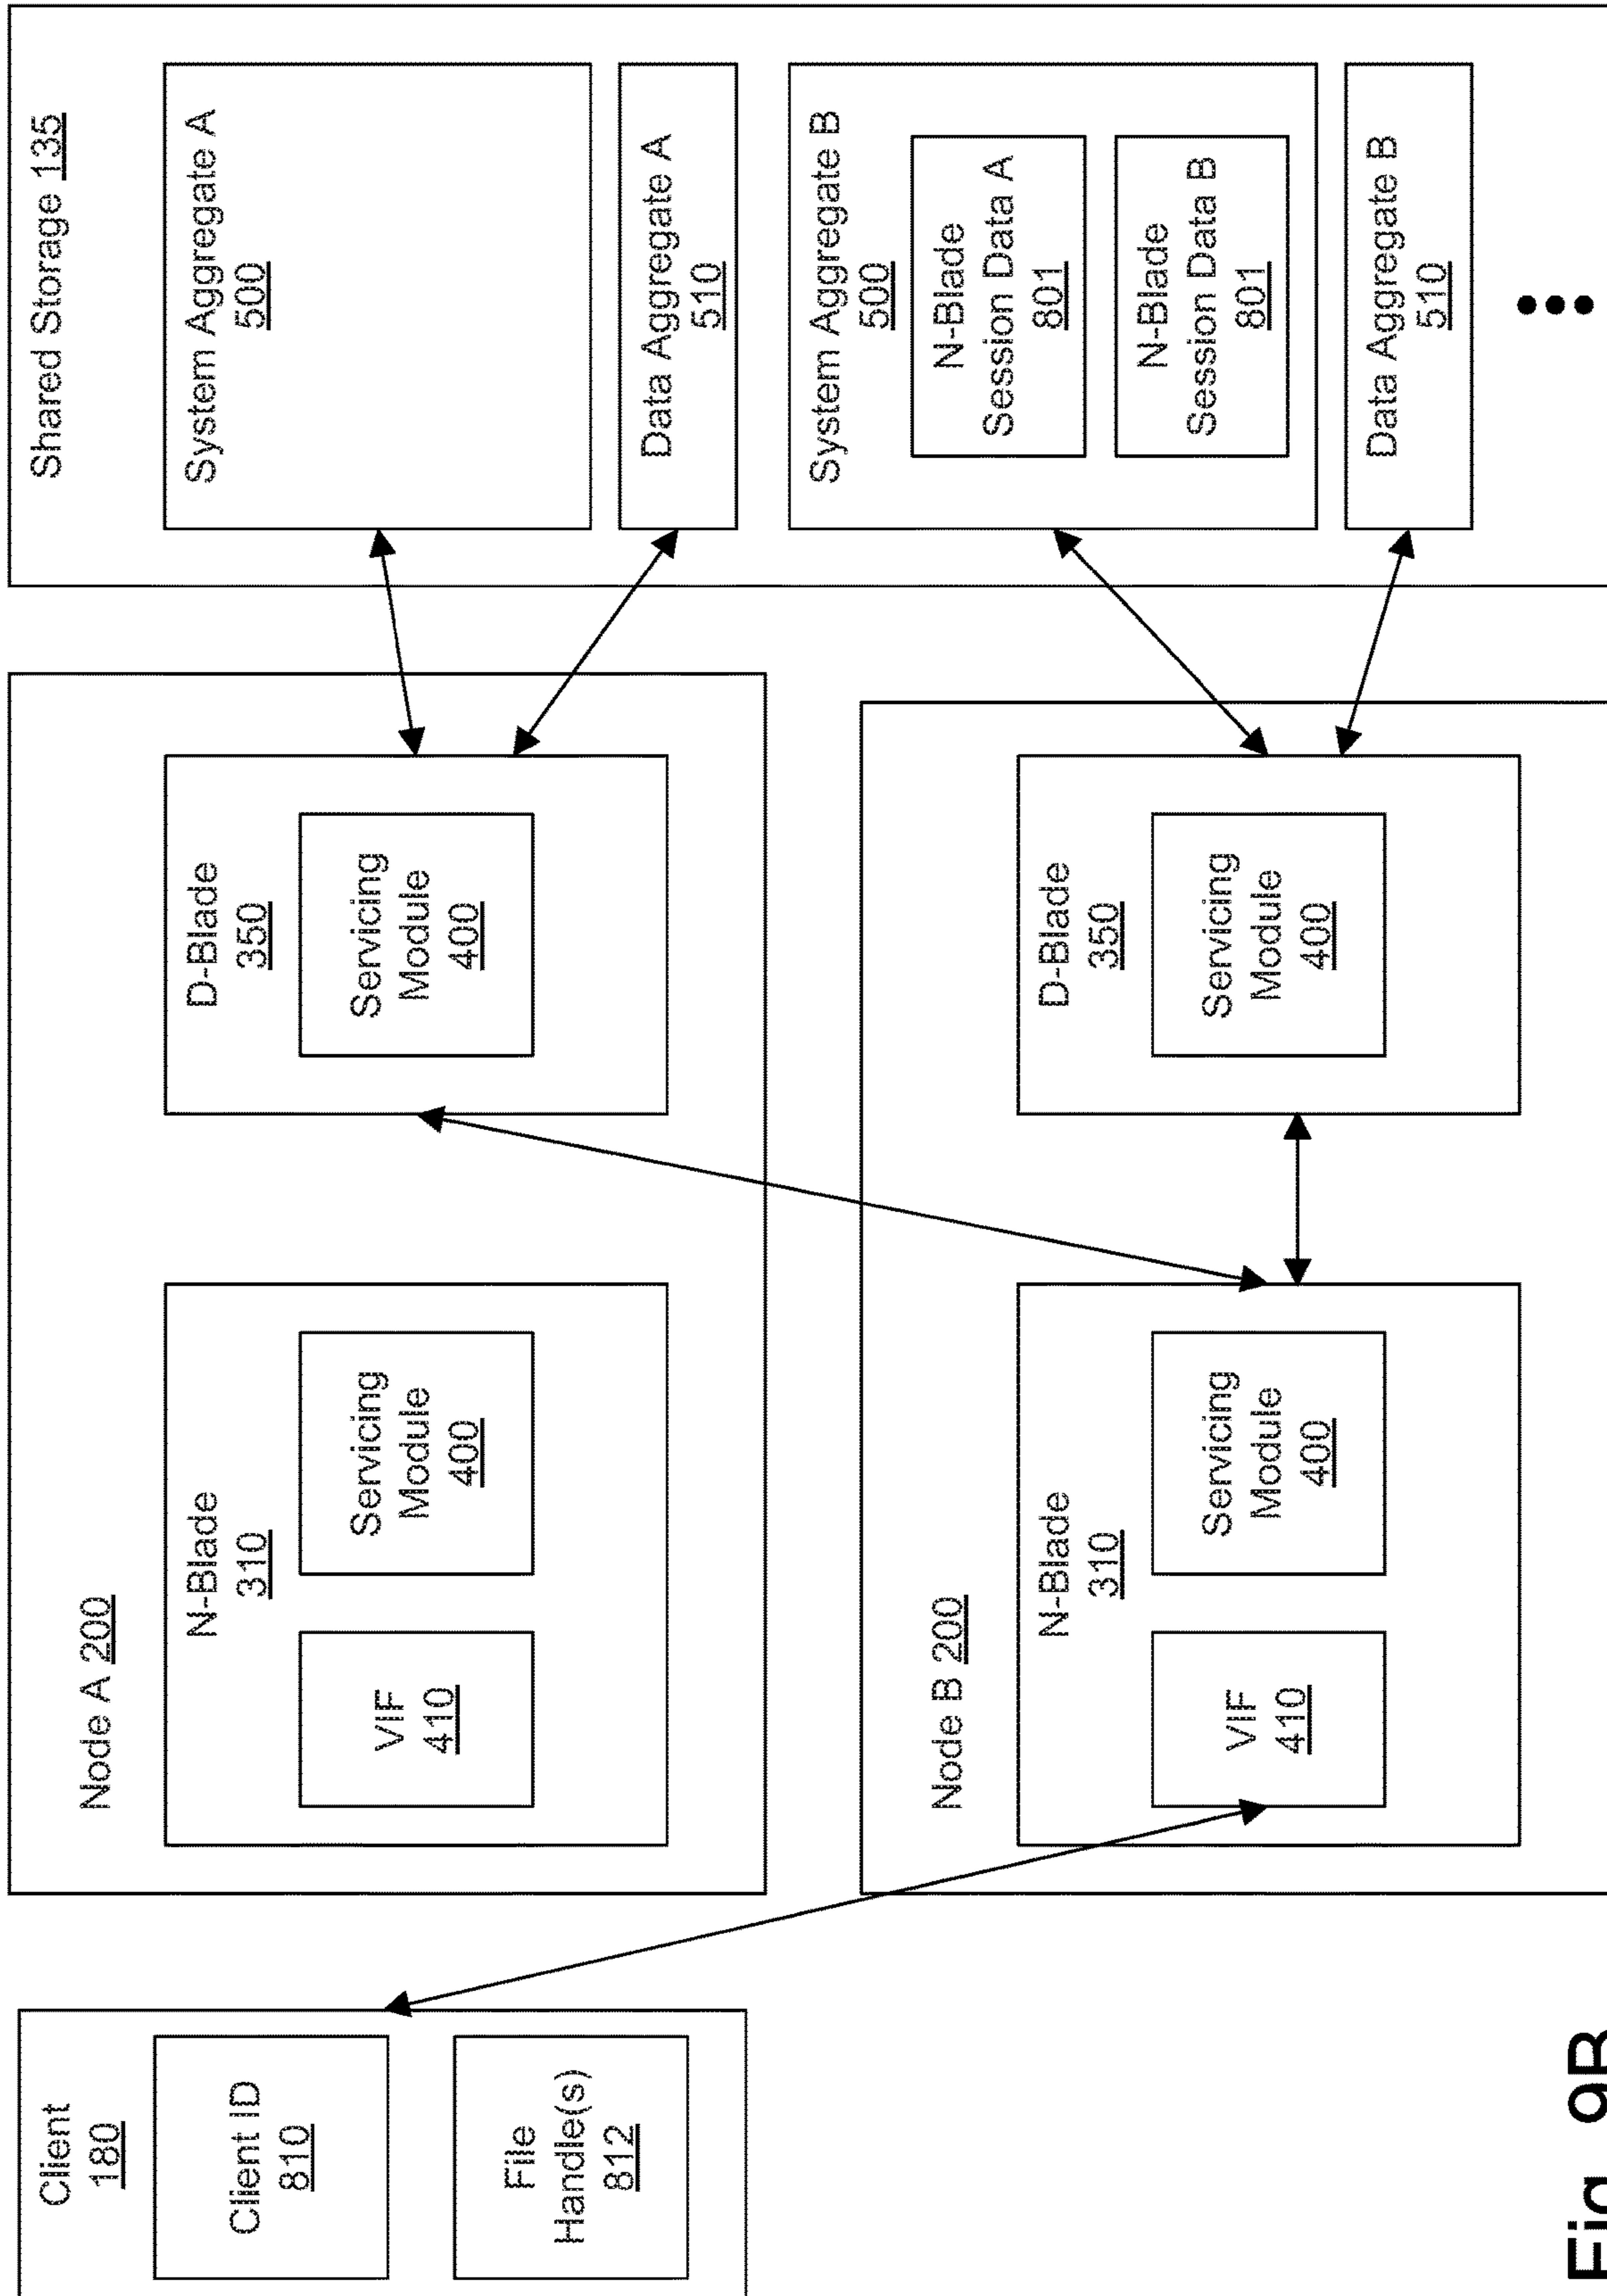 Client
180
Client ID
810
File
Handle(s)
812
Node A 200
N-Blade
310
VIF
410
Servicing
Module
400
D-Blade
350
Servicing
Module
400
Node B 200
N-Blade
310
VIF
410
Servicing
Module
400
D-Blade
350
Servicing
Module
400
Shared Storage 135
System Aggregate A
500
Data Aggregate A
510
System Aggregate B
500
N-Blade
Session Data A
801
N-Blade
Session Data B
801
Data Aggregate B
510
Fig. 9B